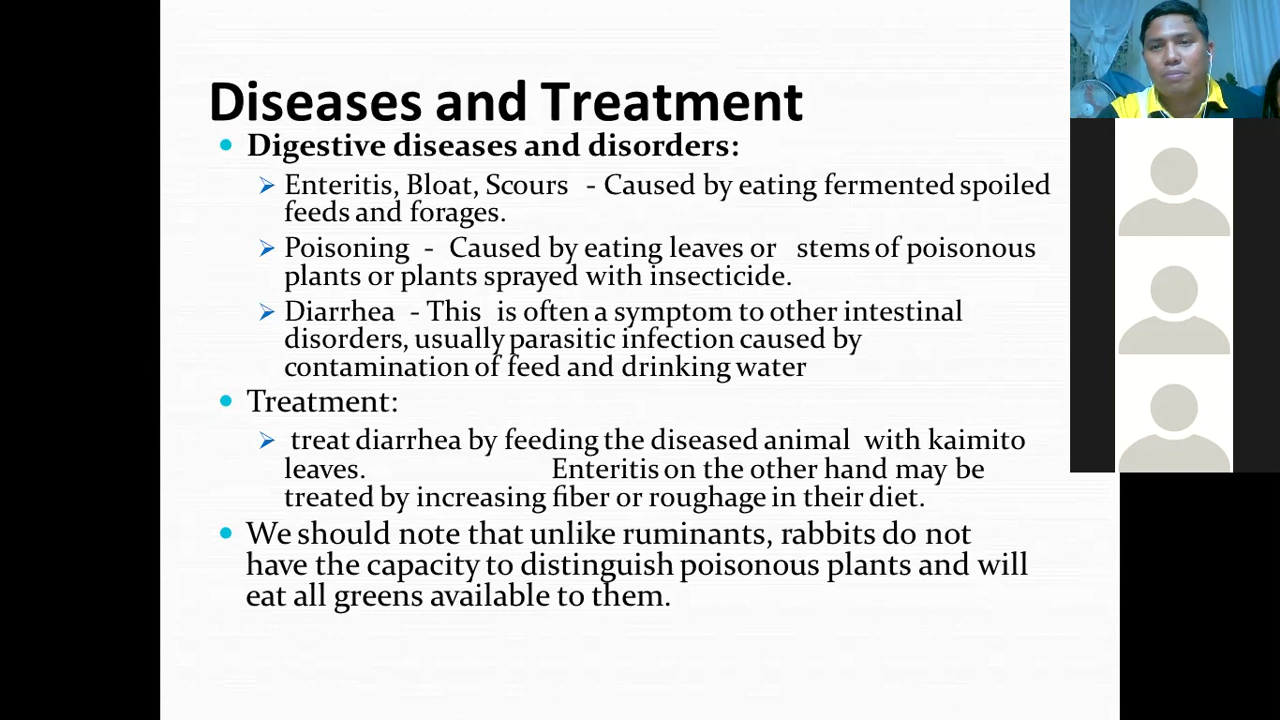 Diseases and Treatment
Digestive diseases and disorders:
Enteritis, Bloat, Scours - Caused by eating fermented spoiled
feeds and forages.
Poisoning - Caused by eating leaves or stems of poisonous
plants or plants sprayed with insecticide.
Diarrhea - This is often a symptom to other intestinal
disorders, usually parasitic infection caused by
contamination of feed and drinking water
Treatment:
treat diarrhea by feeding the diseased animal with kaimito
leaves. Enteritis on the other hand may be
treated by increasing fiber or roughage in their diet.
We should note that unlike ruminants, rabbits do not
have the capacity to distinguish poisonous plants and will
eat all greens available to them.